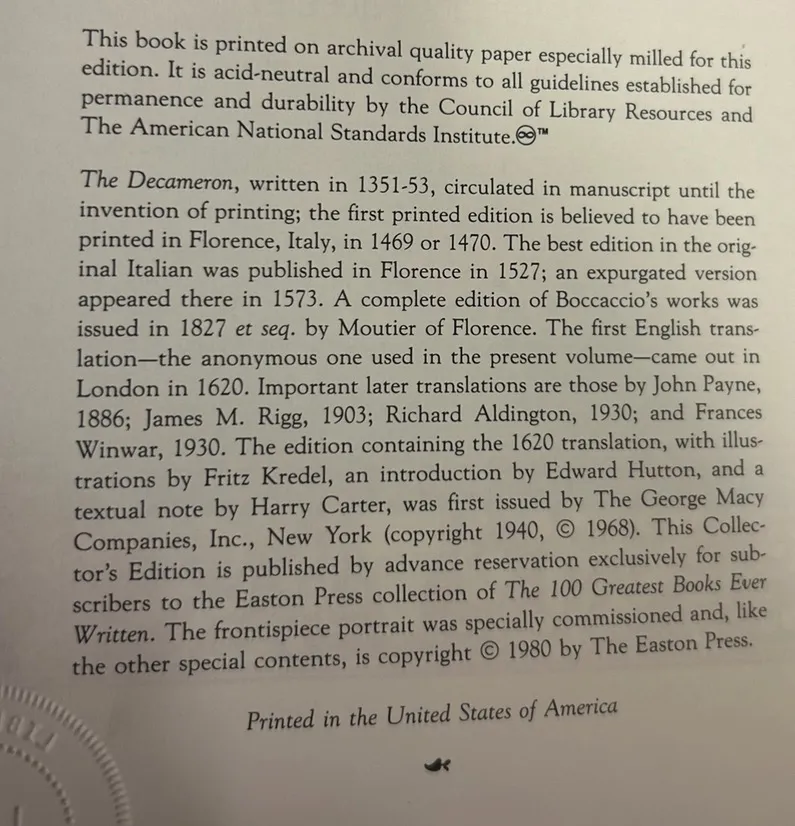 This book is printed on archival quality paper especially milled for this
edition. It is acid-neutral and conforms to all guidelines established for
permanence and durability by the Council of Library Resources and
The American National Standards Institute.♾™
The Decameron, written in 1351-53, circulated in manuscript until the
invention of printing; the first printed edition is believed to have been
printed in Florence, Italy, in 1469 or 1470. The best edition in the orig-
inal Italian was published in Florence in 1527; an expurgated version
appeared there in 1573. A complete edition of Boccaccio's works was
issued in 1827 et seq. by Moutier of Florence. The first English trans-
lation—the anonymous one used in the present volume—came out in
London in 1620. Important later translations are those by John Payne,
1886; James M. Rigg, 1903; Richard Aldington, 1930; and Frances
Winwar, 1930. The edition containing the 1620 translation, with illus-
trations by Fritz Kredel, an introduction by Edward Hutton, and a
textual note by Harry Carter, was first issued by The George Macy
Companies, Inc., New York (copyright 1940, © 1968). This Collec-
tor's Edition is published by advance reservation exclusively for sub-
scribers to the Easton Press collection of The 100 Greatest Books Ever
Written. The frontispiece portrait was specially commissioned and, like
the other special contents, is copyright © 1980 by The Easton Press.
Printed in the United States of America